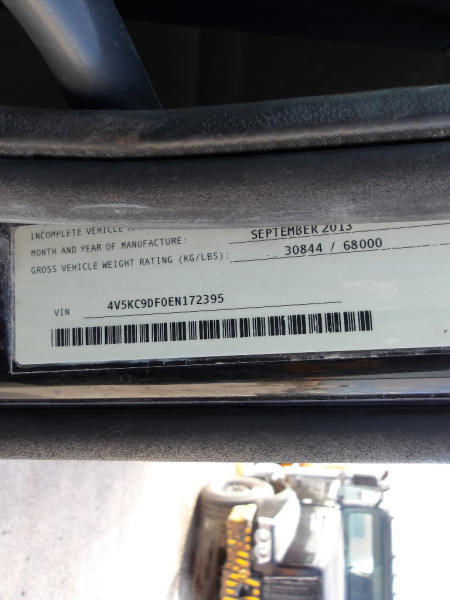 INCOMPLETE VEHICLE
MONTH AND YEAR OF MANUFACTURE: SEPTEMBER 2013
GROSS VEHICLE WEIGHT RATING (KG/LBS): 30844 / 68000
VIN 4V5KC9DF0EN172395